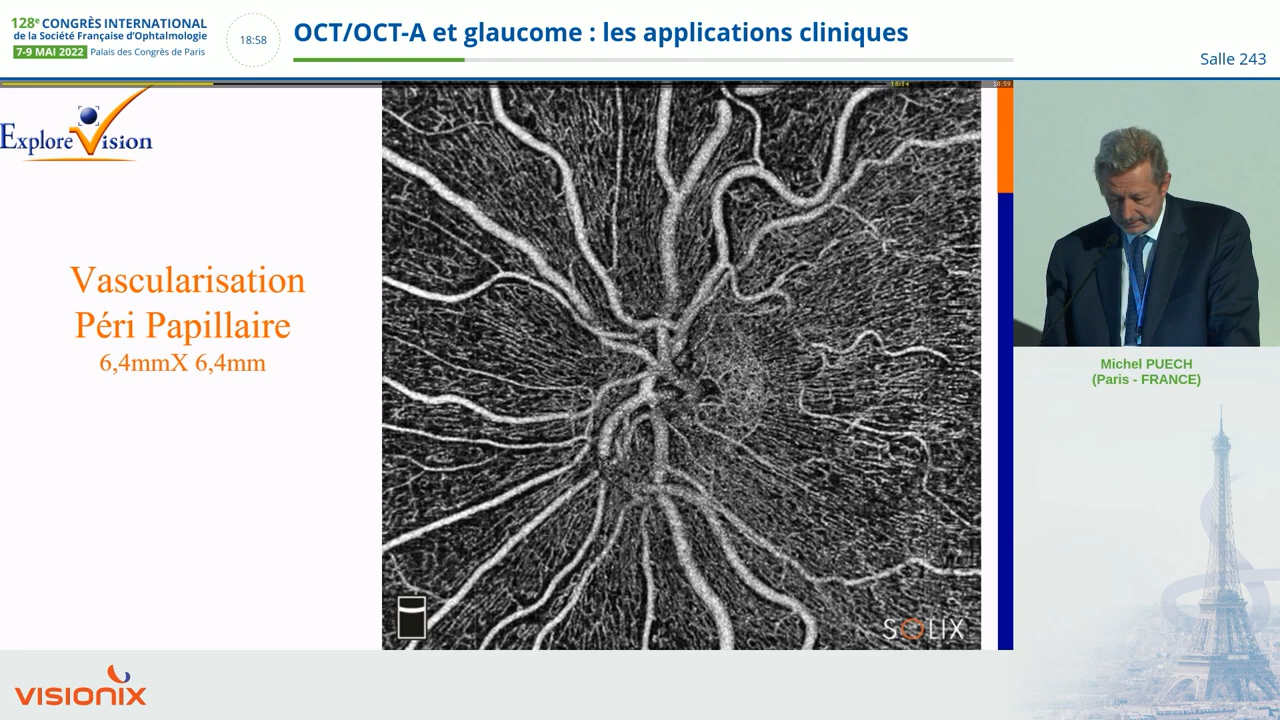 128e CONGRÈS INTERNATIONAL
de la Société Française d'Ophtalmologie
7-9 MAI 2022 Palais des Congrès de Paris
18:58
OCT/OCT-A et glaucome : les applications cliniques
Salle 243
18:59
Explore Vision
Vascularisation
Péri Papillaire
6,4mmX 6,4mm
SOLIX
Michel PUECH
(Paris - FRANCE)
VISIONIX